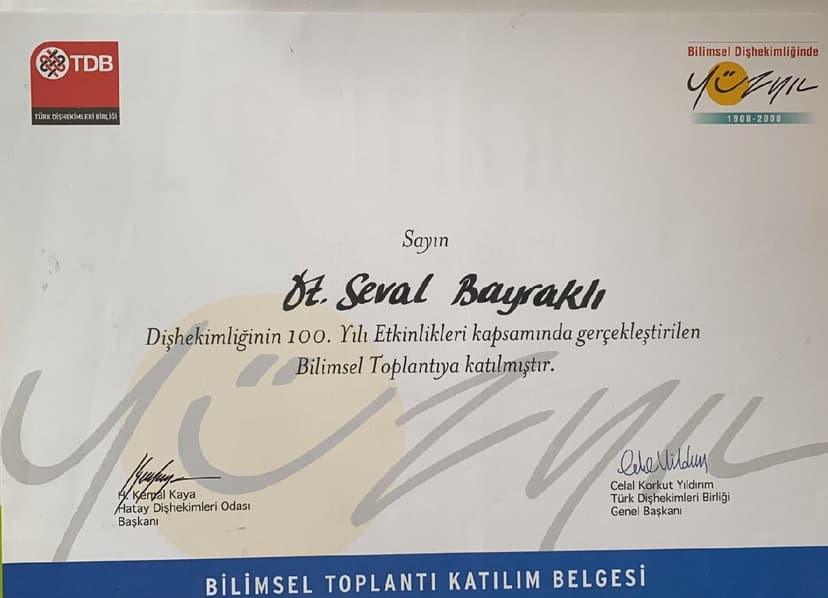 TDB
TÜRK DİŞHEKİMLERİ BİRLİĞİ
Bilimsel Dişhekimliğinde
YÜZYIL
1908-2008
Sayın
Dt. Seval Bayraklı
Dişhekimliğinin 100. Yılı Etkinlikleri kapsamında gerçekleştirilen
Bilimsel Toplantıya katılmıştır.
YÜZYIL
H. Kemal Kaya
Hatay Dişhekimleri Odası
Başkanı
Celal Korkut Yıldırım
Türk Dişhekimleri Birliği
Genel Başkanı
BİLİMSEL TOPLANTI KATILIM BELGESİ